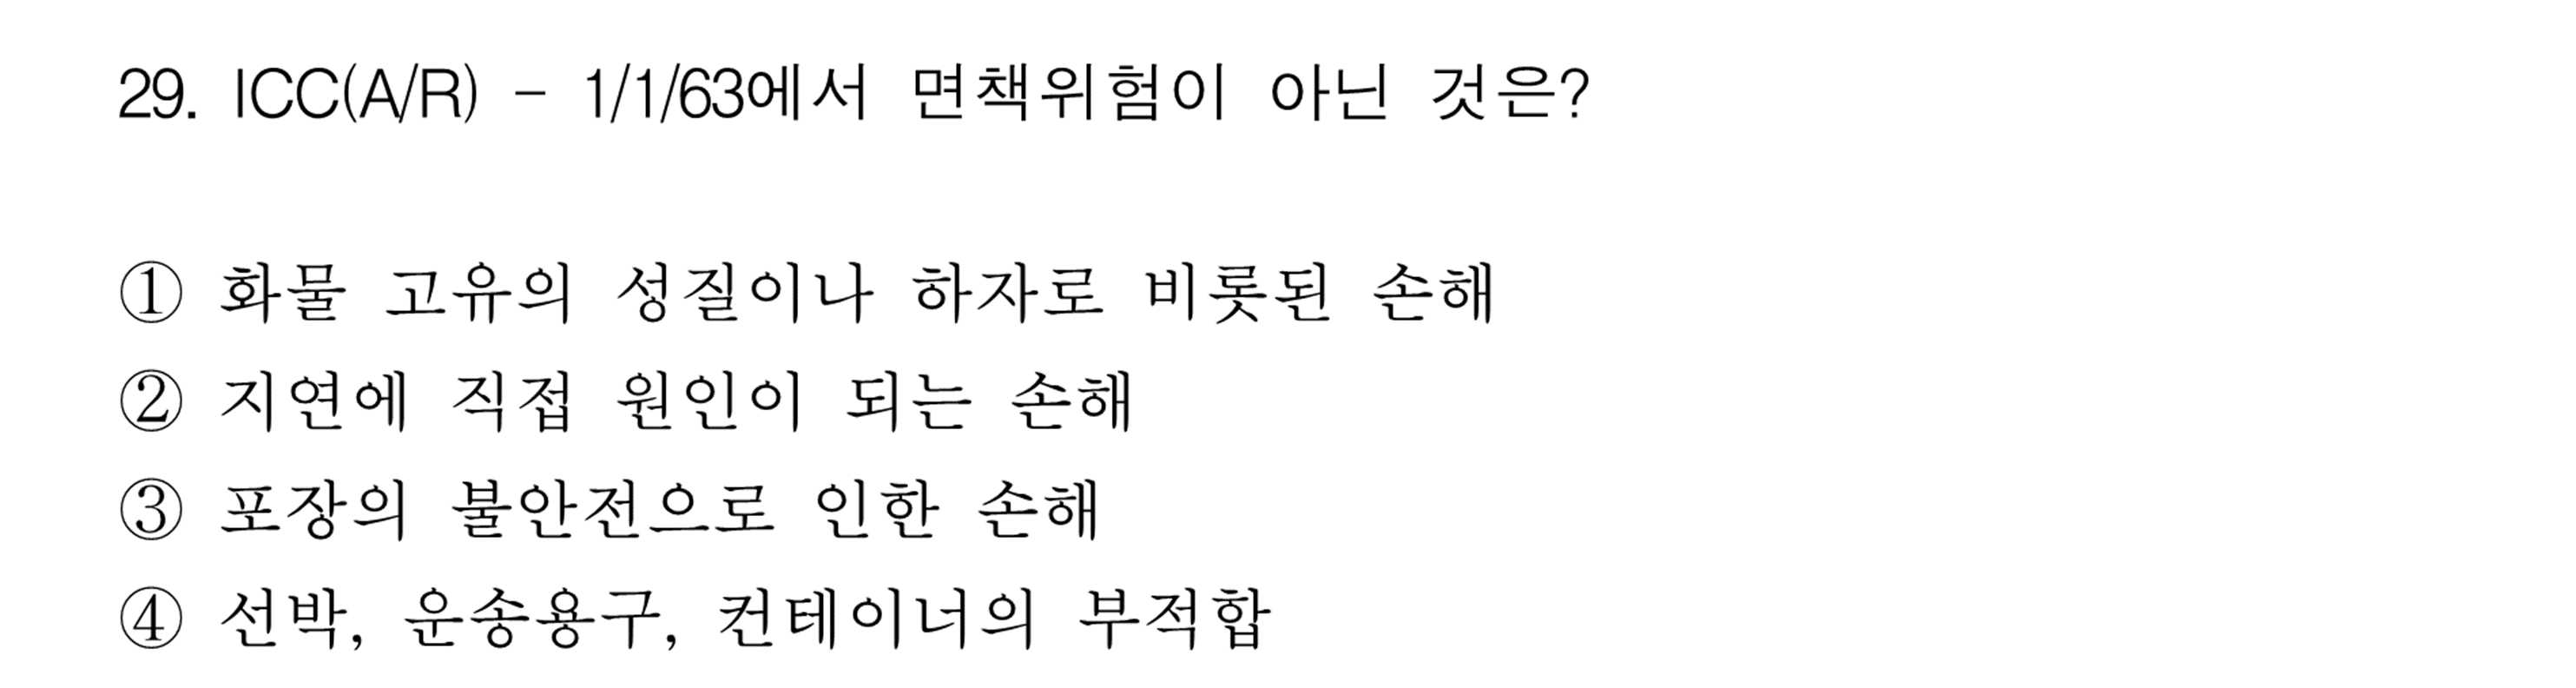 29. ICC(A/R) - 1/1/63에서 면책위험이 아닌 것은?
① 화물 고유의 성질이나 하자로 비롯된 손해
② 지연에 직접 원인이 되는 손해
③ 포장의 불안전으로 인한 손해
④ 선박, 운송용구, 컨테이너의 부적합